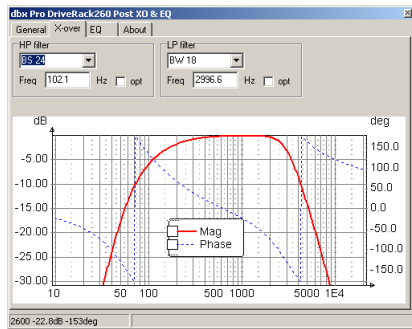 dbx Pro DriveRack260 Post XO & EQ
General X-over EQ About
HP filter
BS 24
Freq 102.1 Hz opt
LP filter
BW 18
Freq 2996.6 Hz opt
dB deg
-5.00
-10.00
-15.00
-20.00
-25.00
-30.00
150.0
100.0
50.0
0.0
-50.0
-100.0
-150.0
Mag
Phase
10 50 100 500 1000 5000 1E4
2600 -22.8dB -153deg